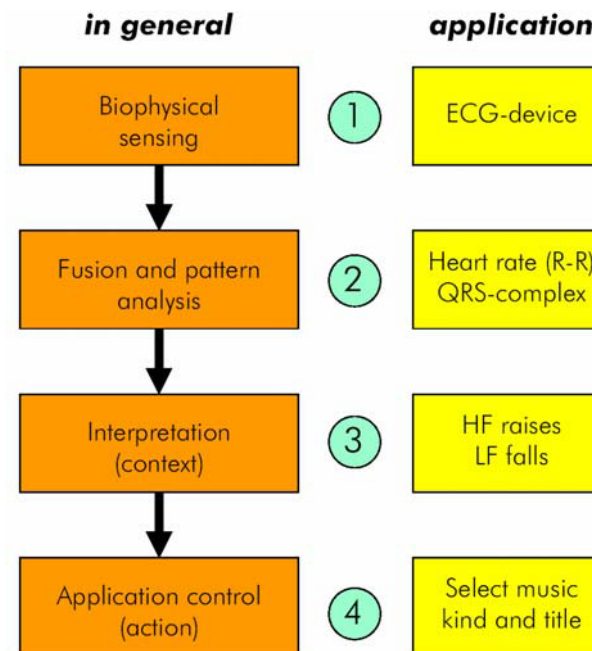 in general
application
Biophysical
sensing
1
ECG-device
Fusion and pattern
analysis
2
Heart rate (R-R)
QRS-complex
Interpretation
(context)
3
HF raises
LF falls
Application control
(action)
4
Select music
kind and title